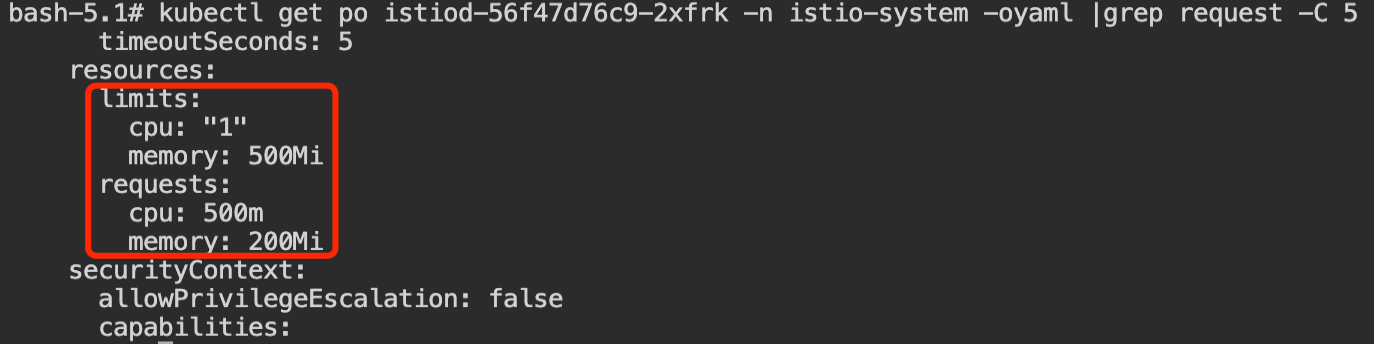 bash-5.1# kubectl get po istiod-56f47d76c9-2xfrk -n istio-system -oyaml |grep request -C 5
      timeoutSeconds: 5
    resources:
      limits:
        cpu: "1"
        memory: 500Mi
      requests:
        cpu: 500m
        memory: 200Mi
    securityContext:
      allowPrivilegeEscalation: false
      capabilities: